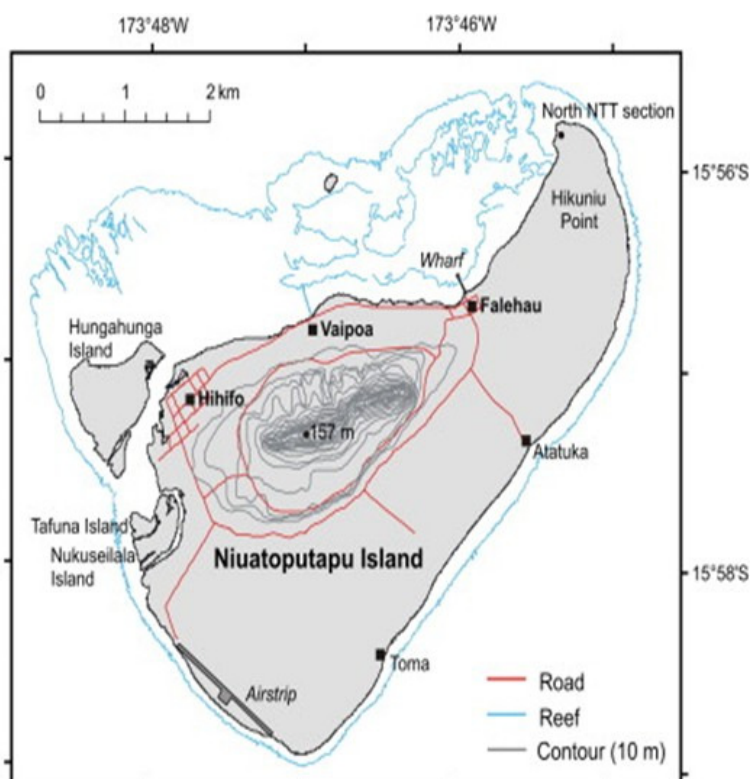 173°48'W
173°46'W
0 1 2 km
North NTT section
15°56'S
Hikuniu
Point
Wharf
Falehau
Vaipoa
Hungahunga
Island
Hihifo
157 m
Atatuka
Tafuna Island
Nukuseilala
Island
Niuatoputapu Island
15°58'S
Toma
Airstrip
Road
Reef
Contour (10 m)